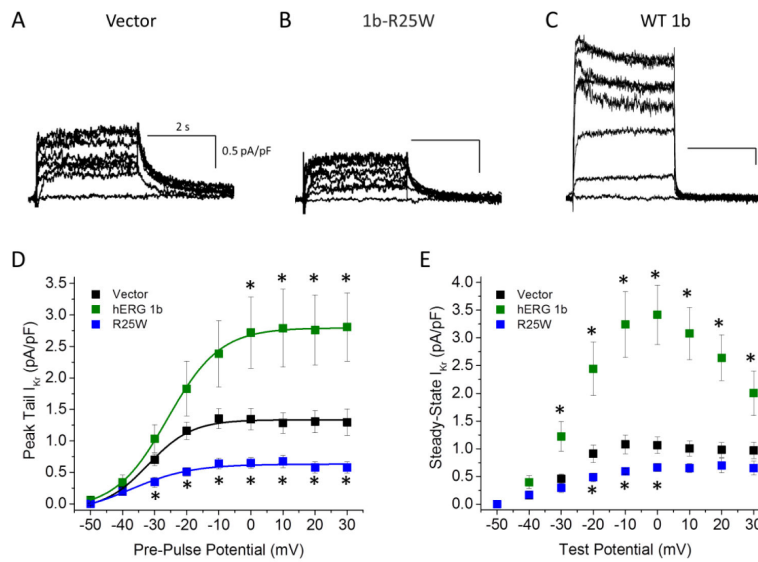 A
Vector
B
1b-R25W
C
WT 1b
2 s
0.5 pA/pF
D
Vector
hERG 1b
R25W
Peak Tail I_Kr (pA/pF)
3.5
3.0
2.5
2.0
1.5
1.0
0.5
0.0
* * * *
* * * * * * *
-50 -40 -30 -20 -10 0 10 20 30
Pre-Pulse Potential (mV)
E
Vector
hERG 1b
R25W
Steady-State I_Kr (pA/pF)
4.0
3.5
3.0
2.5
2.0
1.5
1.0
0.5
0.0
* * * * * * *
* * *
-50 -40 -30 -20 -10 0 10 20 30
Test Potential (mV)